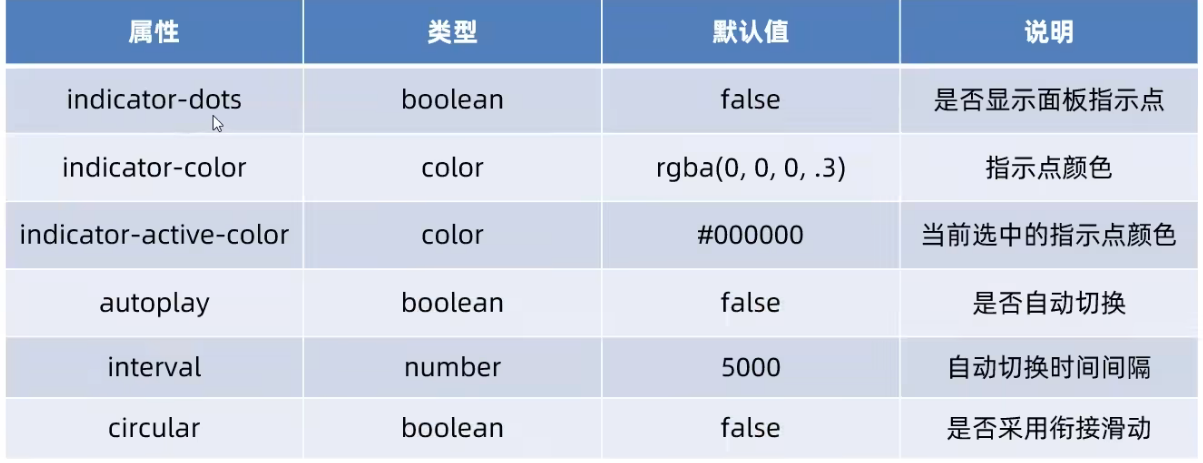 属性 类型 默认值 说明
indicator-dots boolean false 是否显示面板指示点
indicator-color color rgba(0, 0, 0, .3) 指示点颜色
indicator-active-color color #000000 当前选中的指示点颜色
autoplay boolean false 是否自动切换
interval number 5000 自动切换时间间隔
circular boolean false 是否采用衔接滑动